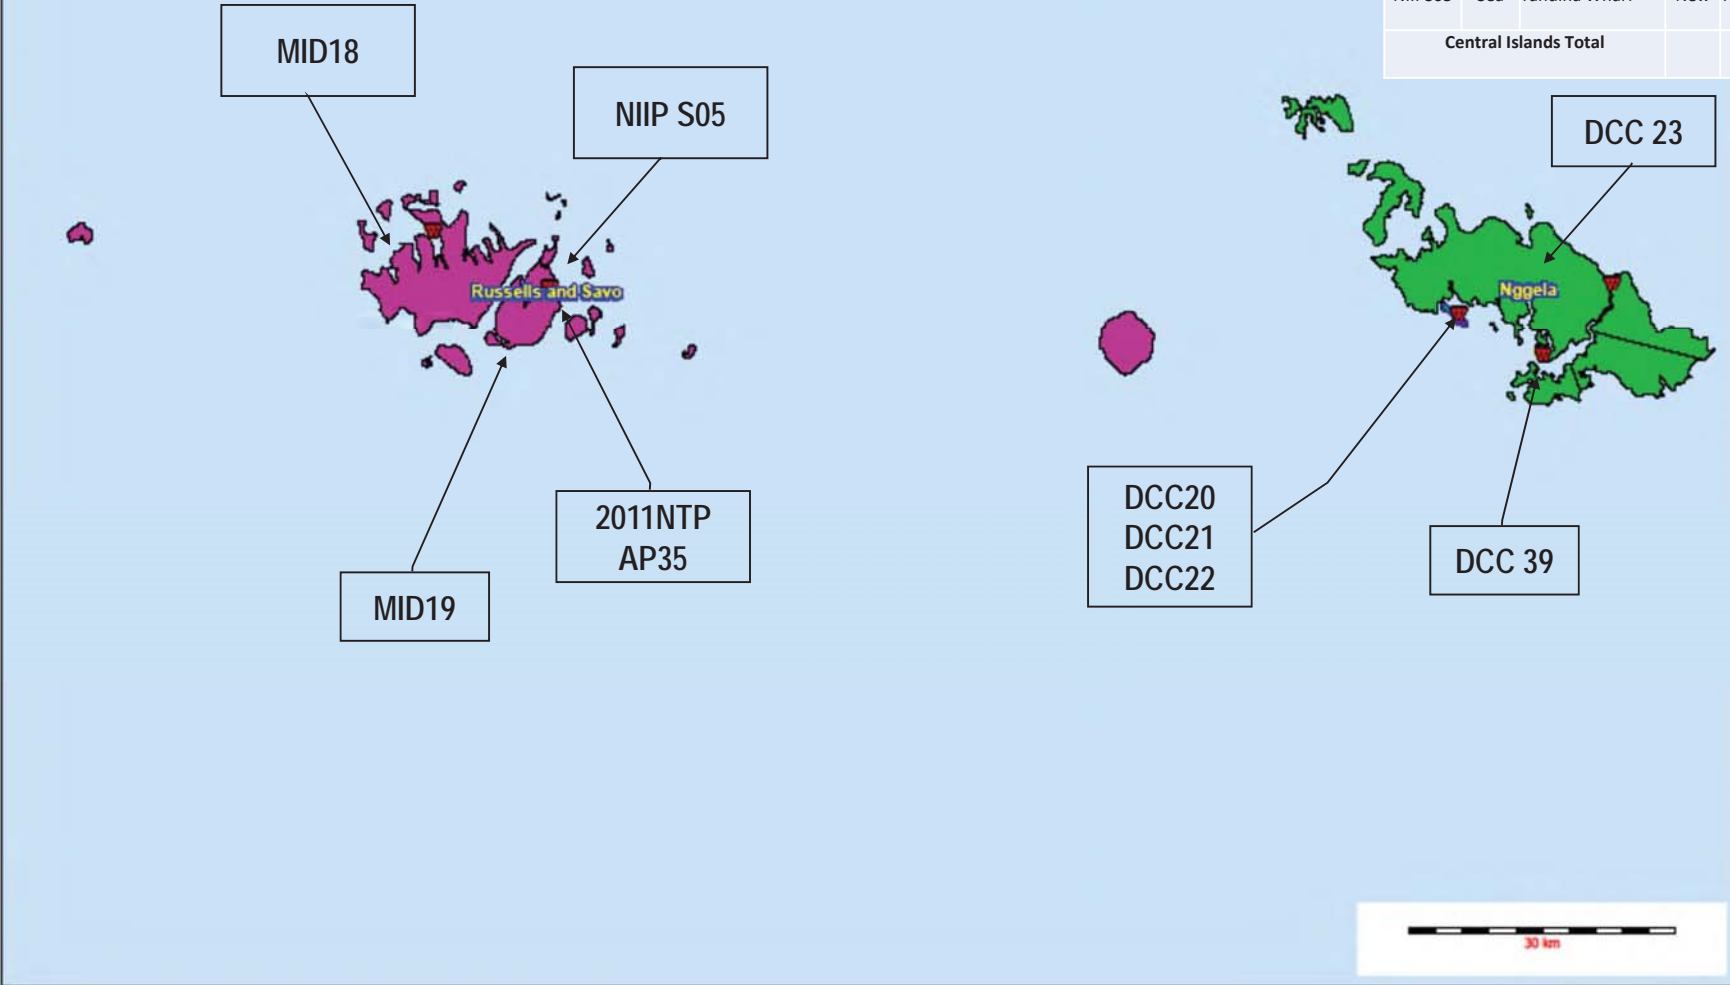 Central Islands Total
MID18
NIIP S05
DCC 23
Russells and Savo
Nggela
2011NTP
AP35
MID19
DCC20
DCC21
DCC22
DCC 39
30 km